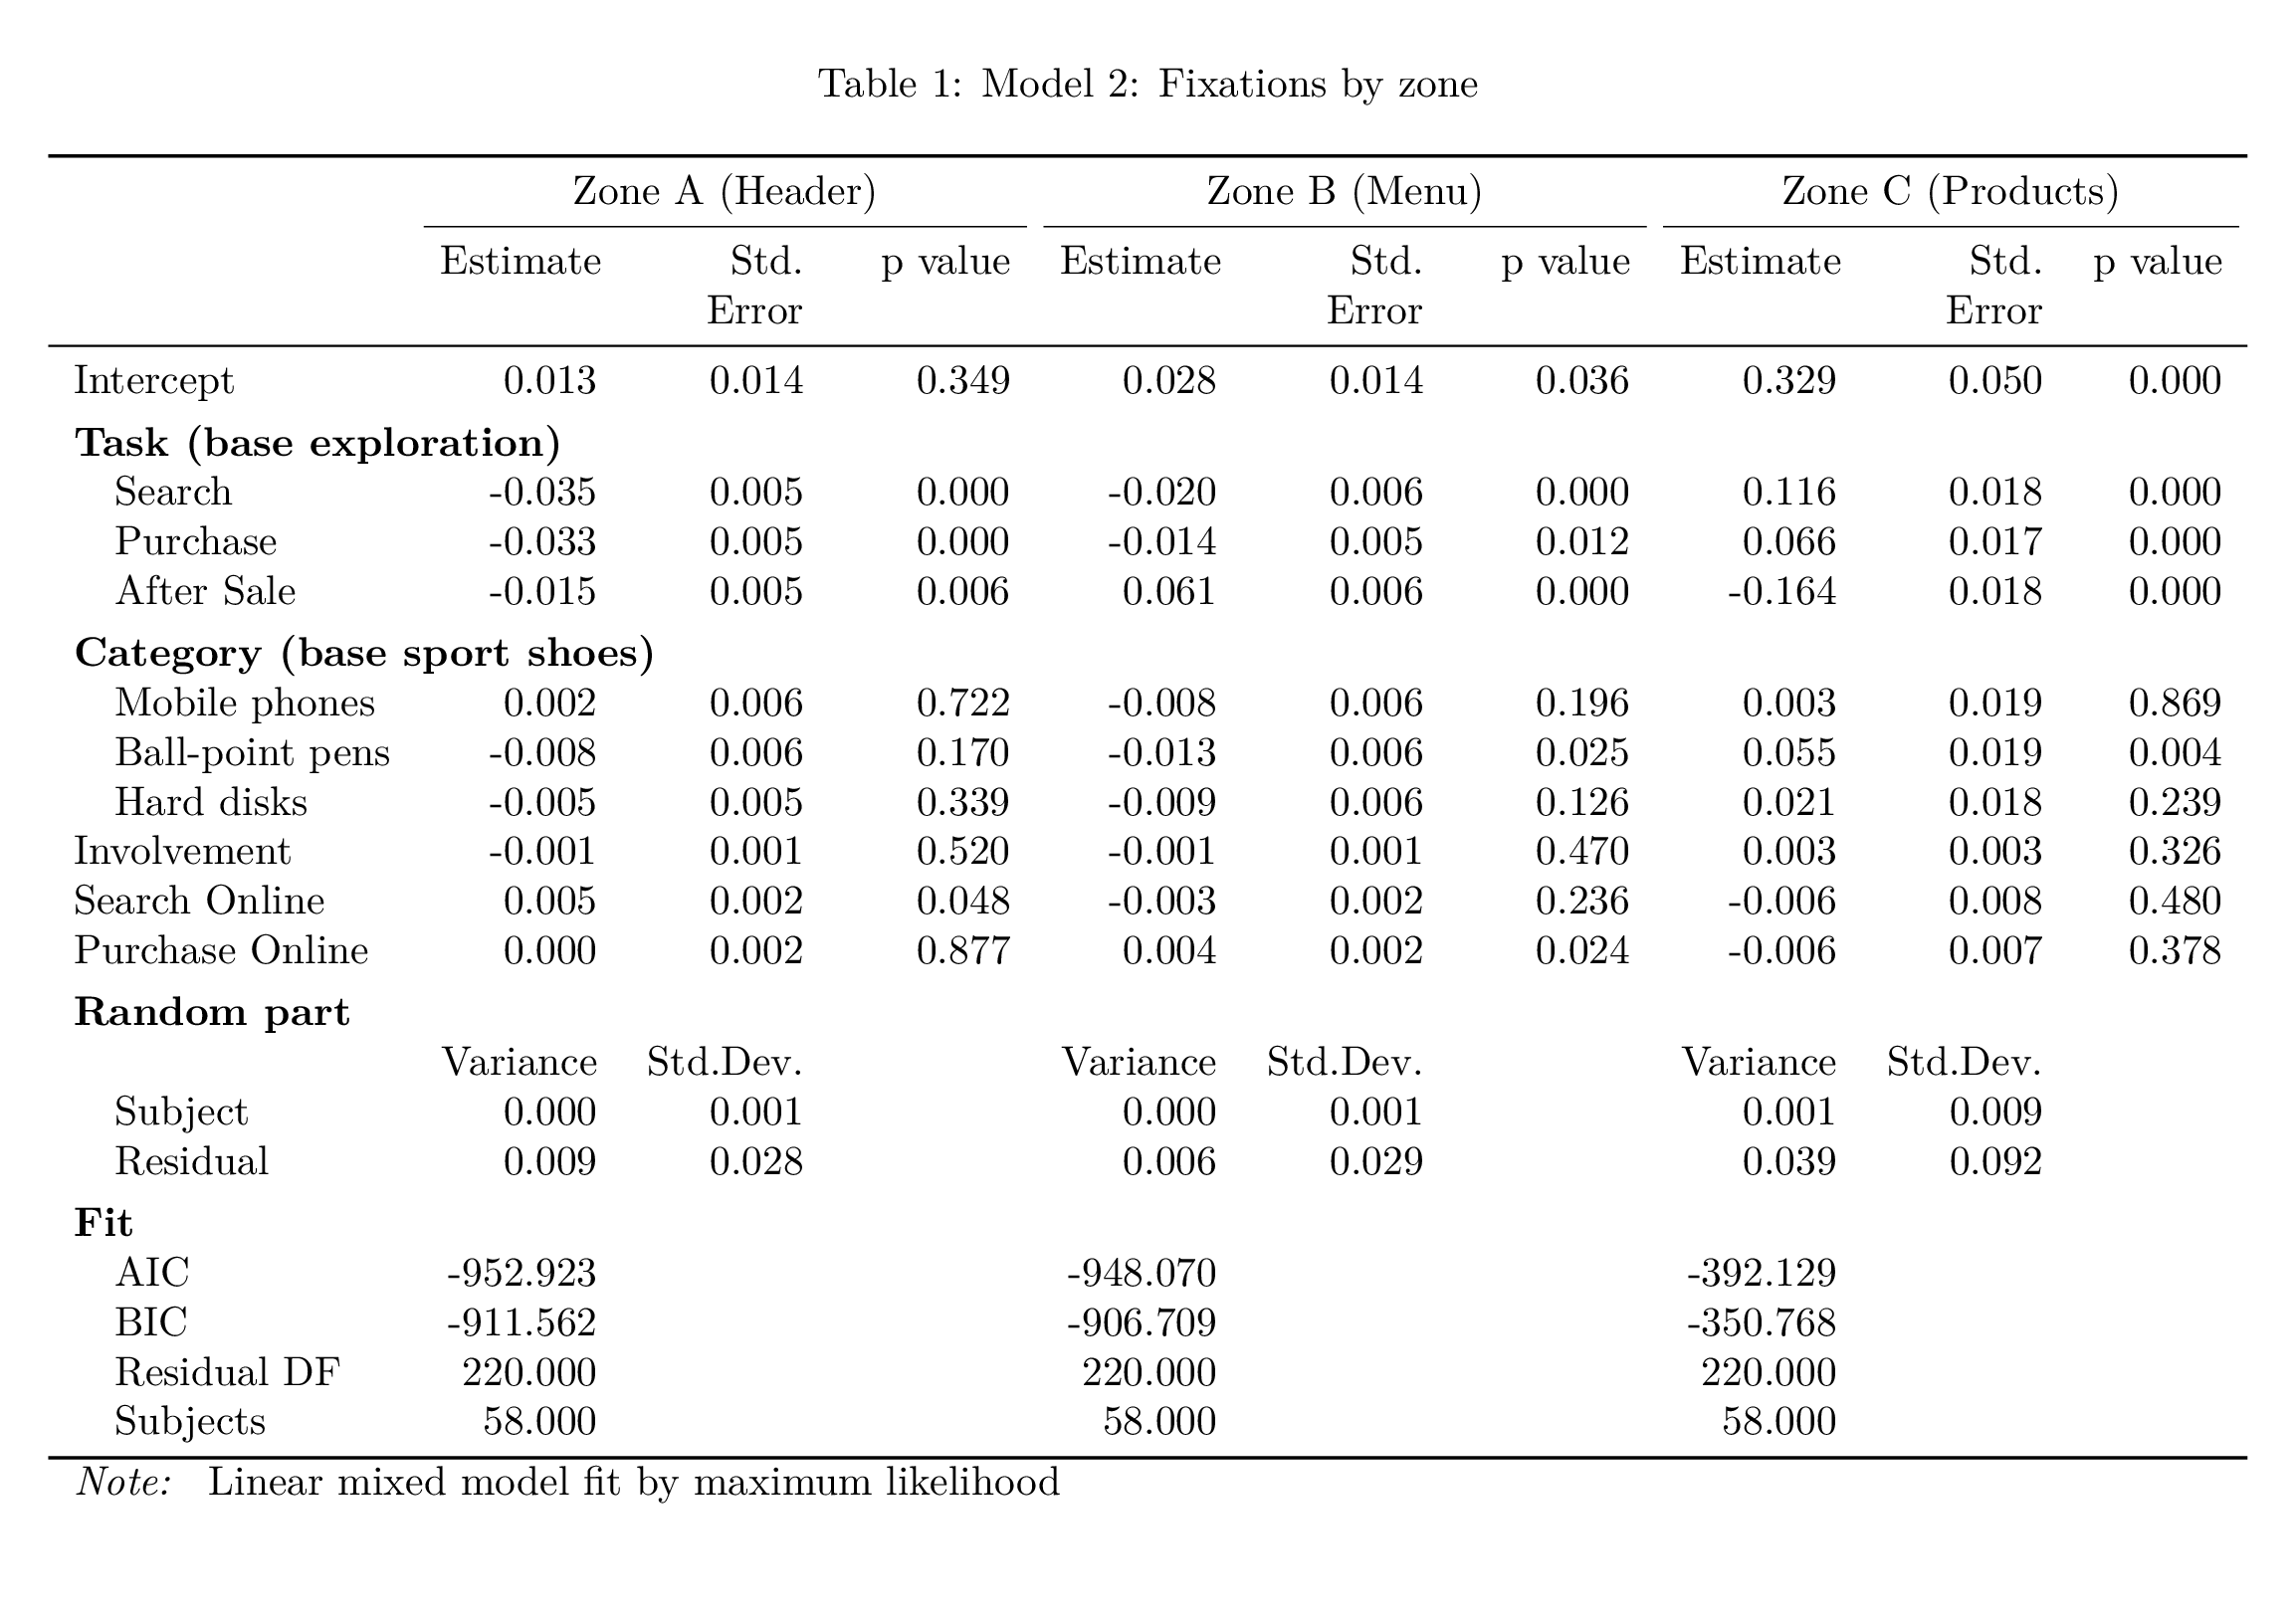 Table 1: Model 2: Fixations by zone
Zone A (Header) Zone B (Menu) Zone C (Products)
Estimate Std. p value Estimate Std. p value Estimate Std. p value
Error Error Error
Intercept 0.013 0.014 0.349 0.028 0.014 0.036 0.329 0.050 0.000
Task (base exploration)
Search -0.035 0.005 0.000 -0.020 0.006 0.000 0.116 0.018 0.000
Purchase -0.033 0.005 0.000 -0.014 0.005 0.012 0.066 0.017 0.000
After Sale -0.015 0.005 0.006 0.061 0.006 0.000 -0.164 0.018 0.000
Category (base sport shoes)
Mobile phones 0.002 0.006 0.722 -0.008 0.006 0.196 0.003 0.019 0.869
Ball-point pens -0.008 0.006 0.170 -0.013 0.006 0.025 0.055 0.019 0.004
Hard disks -0.005 0.005 0.339 -0.009 0.006 0.126 0.021 0.018 0.239
Involvement -0.001 0.001 0.520 -0.001 0.001 0.470 0.003 0.003 0.326
Search Online 0.005 0.002 0.048 -0.003 0.002 0.236 -0.006 0.008 0.480
Purchase Online 0.000 0.002 0.877 0.004 0.002 0.024 -0.006 0.007 0.378
Random part
Variance Std.Dev. Variance Std.Dev. Variance Std.Dev.
Subject 0.000 0.001 0.000 0.001 0.001 0.009
Residual 0.009 0.028 0.006 0.029 0.039 0.092
Fit
AIC -952.923 -948.070 -392.129
BIC -911.562 -906.709 -350.768
Residual DF 220.000 220.000 220.000
Subjects 58.000 58.000 58.000
Note: Linear mixed model fit by maximum likelihood